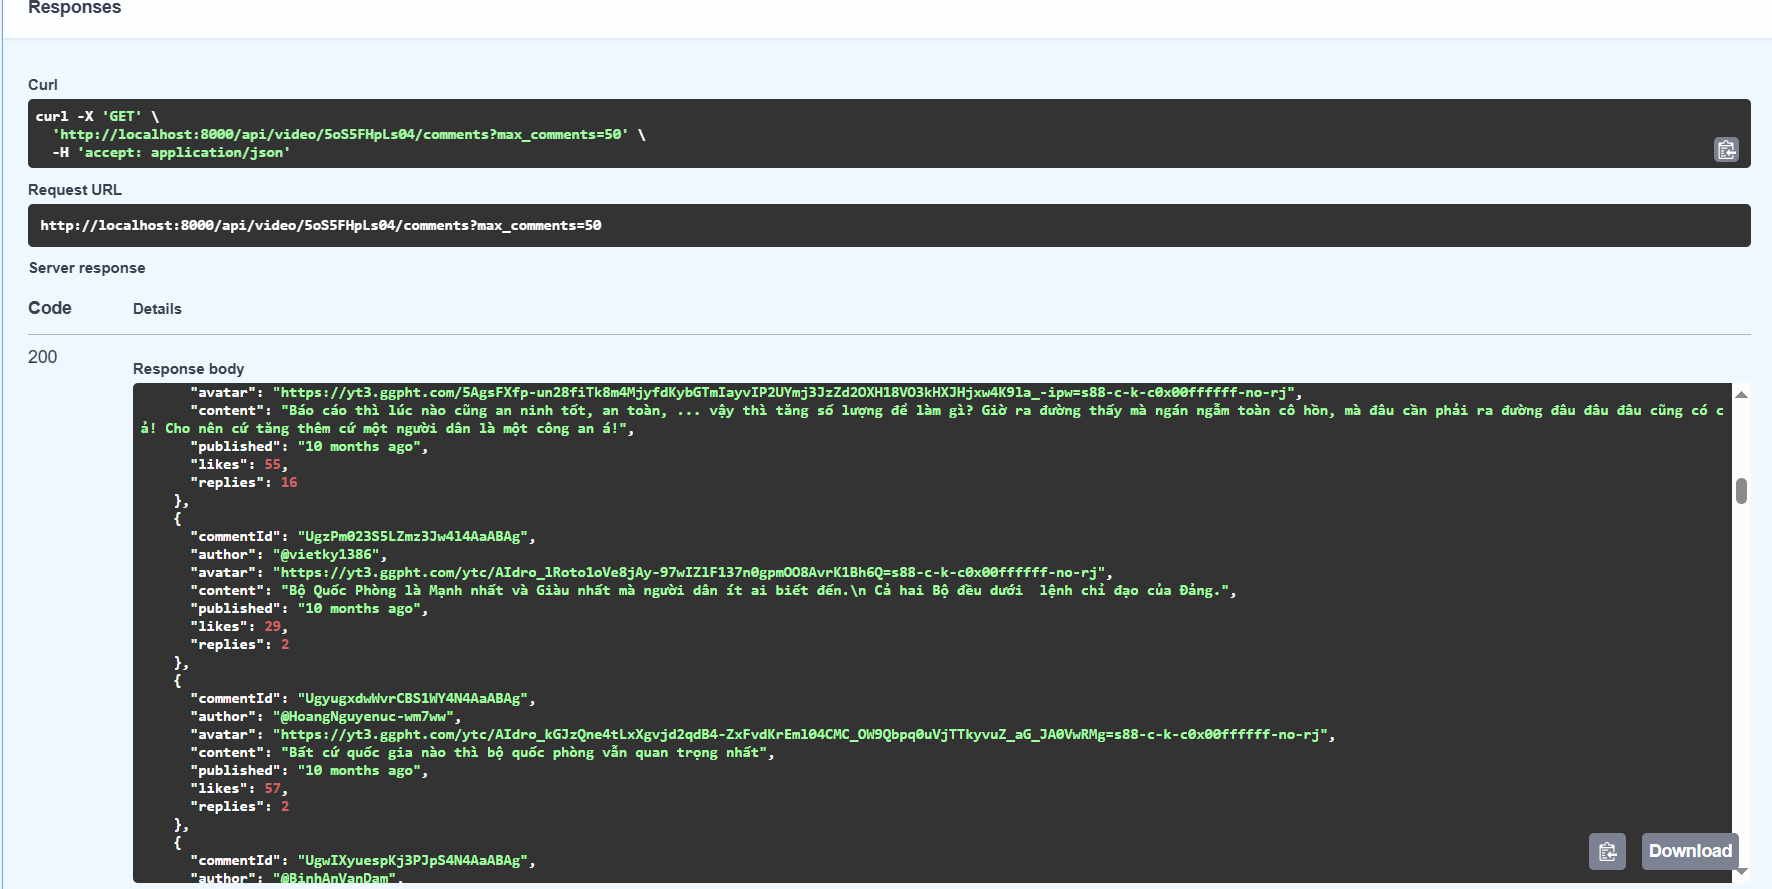 Responses
Curl
curl -X 'GET' \
'http://localhost:8000/api/video/5oS5FHpLs04/comments?max_comments=50' \
-H 'accept: application/json'
Request URL
http://localhost:8000/api/video/5oS5FHpLs04/comments?max_comments=50
Server response
Code Details
200
Response body
"avatar": "https://yt3.ggpht.com/5AgsFXfp-un28fiTk8m4MjyfdKybGTmIayvIP2UYmj3JzZd2OXH18VO3kHXJHjxw4K9la_-ipw=s88-c-k-c0x00ffffff-no-rj",
"content": "Báo cáo thì lúc nào cũng an ninh tốt, an toàn, ... vậy thì tăng số lượng để làm gì? Giờ ra đường thấy mà ngán ngẫm toàn cô hồn, mà đâu cần phải ra đường đâu đâu đâu cũng có c
ả! Cho nên cứ tăng thêm cứ một người dân là một công an á!",
"published": "10 months ago",
"likes": 55,
"replies": 16
},
{
"commentId": "UgzPm023S5LZmz3Jw4l4AaABAg",
"author": "@vietky1386",
"avatar": "https://yt3.ggpht.com/ytc/AIdro_lRoto1oVe8jAy-97wIZlF137n0gpmOO8AvrK1Bh6Q=s88-c-k-c0x00ffffff-no-rj",
"content": "Bộ Quốc Phòng là Mạnh nhất và Giàu nhất mà người dân ít ai biết đến.\n Cả hai Bộ đều dưới  lệnh chỉ đạo của Đảng.",
"published": "10 months ago",
"likes": 29,
"replies": 2
},
{
"commentId": "UgyugxdwWvrCBS1WY4N4AaABAg",
"author": "@HoangNguyenuc-wm7ww",
"avatar": "https://yt3.ggpht.com/ytc/AIdro_kGJzQne4tLxXgvjd2qdB4-ZxFvdKrEml04CMC_OW9Qbpq0uVjTTkyvuZ_aG_JA0VwRMg=s88-c-k-c0x00ffffff-no-rj",
"content": "Bất cứ quốc gia nào thì bộ quốc phòng vẫn quan trọng nhất",
"published": "10 months ago",
"likes": 57,
"replies": 2
},
{
"commentId": "UgwIXyuespKj3PJpS4N4AaABAg",
"author": "@BinhAnVanDam",
Download